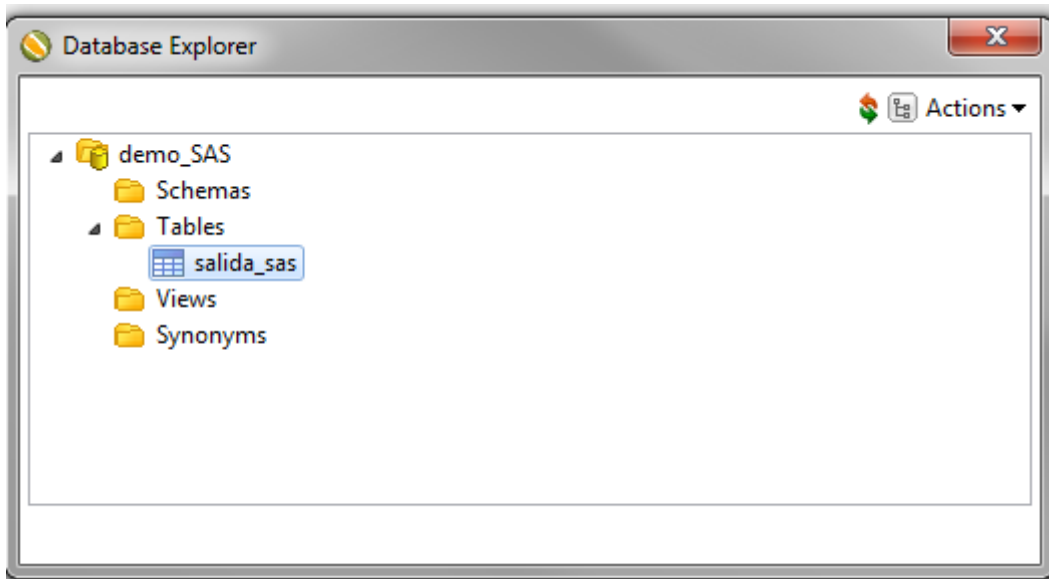 Database Explorer
Actions
demo_SAS
Schemas
Tables
salida_sas
Views
Synonyms